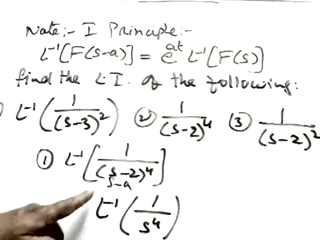 Note:- I Principle:-
L⁻¹[F(s-a)] = e^{at} L⁻¹[F(s)]
find the L.I. of the following:
) L⁻¹(1/(s-3)²) ② 1/(s-2)⁴ ③ 1/(s-2)²
① L⁻¹[1/(s-2)⁴]
s-a
L⁻¹(1/s⁴)